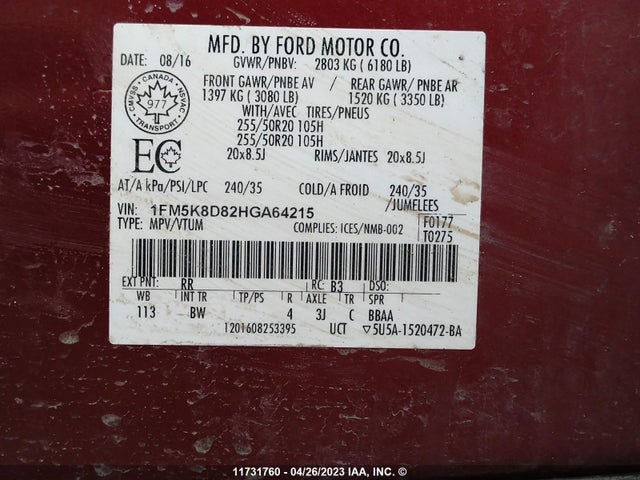 MFD. BY FORD MOTOR CO.
DATE: 08/16 GVWR/PNBV: 2803 KG ( 6180 LB)
FRONT GAWR/PNBE AV / REAR GAWR/ PNBE AR
1397 KG ( 3080 LB) 1520 KG ( 3350 LB)
WITH/AVEC TIRES/PNEUS
255/50R20 105H
255/50R20 105H
20x8.5J RIMS/JANTES 20x8.5J
CMVSS · CANADA · NSVAC
977
TRANSPORT
EC
AT/A kPa/PSI/LPC 240/35 COLD/A FROID 240/35
/JUMELEES
VIN: 1FM5K8D82HGA64215
TYPE: MPV/VTUM COMPLIES: ICES/NMB-002
F0177
T0275
EXT PNT: RR RC: B3 DSO:
WB INT TR TP/PS R AXLE TR SPR
113 BW 4 3J C BBAA
1201608253395 UCT ▽5U5A-1520472-BA
11731760 - 04/26/2023 IAA, INC. ©